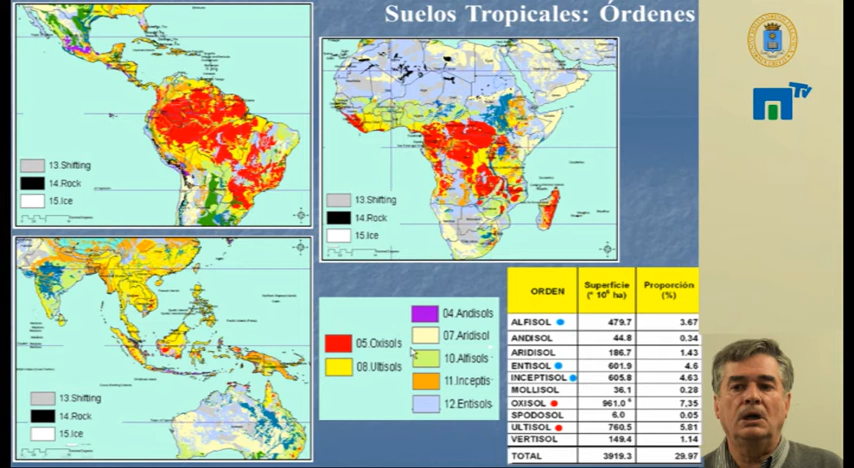 Suelos Tropicales: Órdenes
13.Shifting
14.Rock
15.Ice
13.Shifting
14.Rock
15.Ice
13.Shifting
14.Rock
15.Ice
05.Oxisols
08.Ultisols
04.Andisols
07.Aridisol
10.Alfisols
11.Inceptis
12.Entisols
ORDEN Superficie (* 10⁶ ha) Proporción (%)
ALFISOL 479.7 3.67
ANDISOL 44.8 0.34
ARIDISOL 186.7 1.43
ENTISOL 601.9 4.6
INCEPTISOL 605.8 4.63
MOLLISOL 36.1 0.28
OXISOL 961.0 7,35
SPODOSOL 6.0 0.05
ULTISOL 760.5 5.81
VERTISOL 149.4 1.14
TOTAL 3919.3 29.97
TV